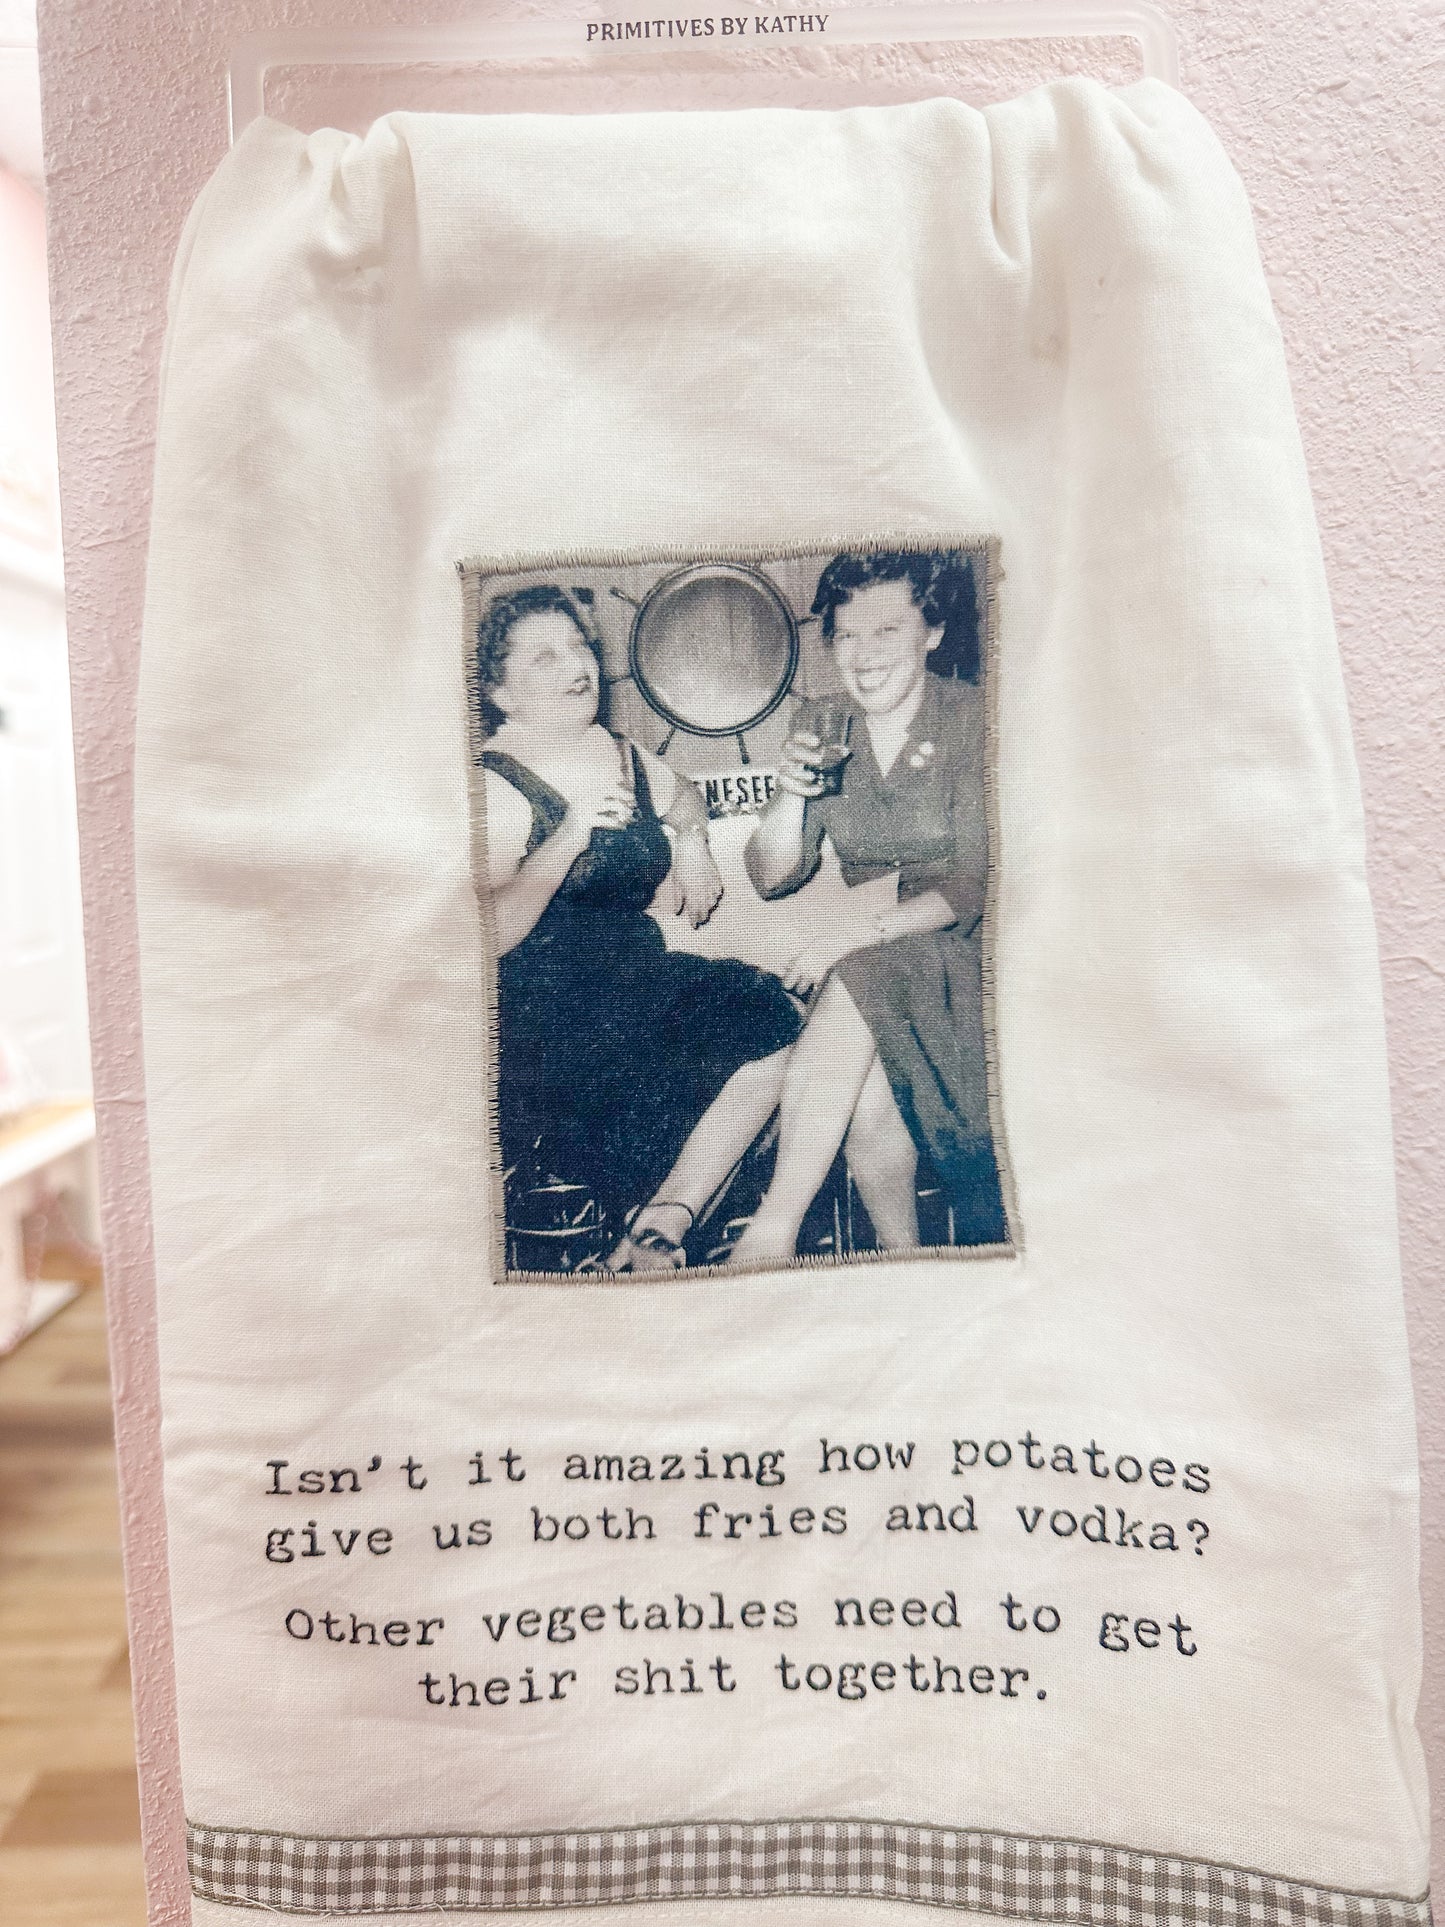 PRIMITIVES BY KATHY
NESEE
Isn't it amazing how potatoes
give us both fries and vodka?
Other vegetables need to get
their shit together.